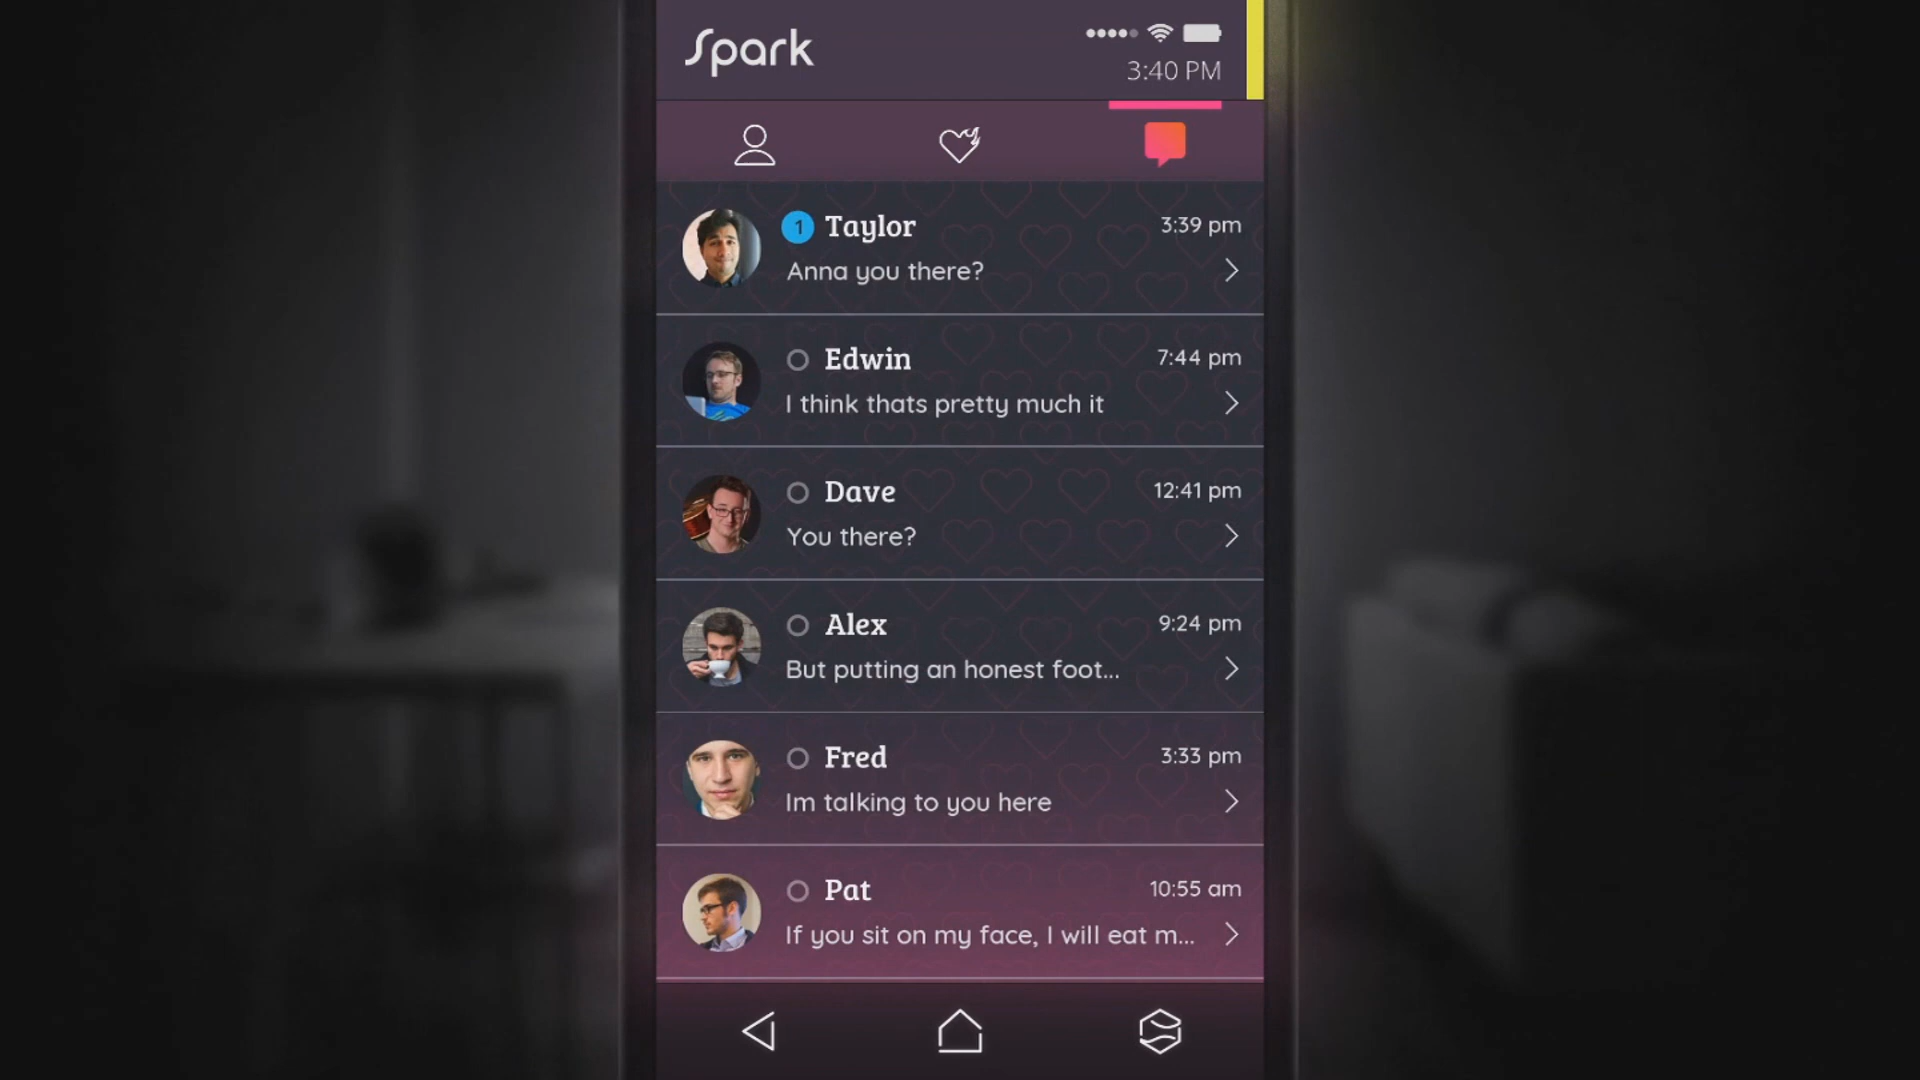 Spark
3:40 PM
1 Taylor 3:39 pm
Anna you there?
Edwin 7:44 pm
I think thats pretty much it
Dave 12:41 pm
You there?
Alex 9:24 pm
But putting an honest foot...
Fred 3:33 pm
Im talking to you here
Pat 10:55 am
If you sit on my face, I will eat m...